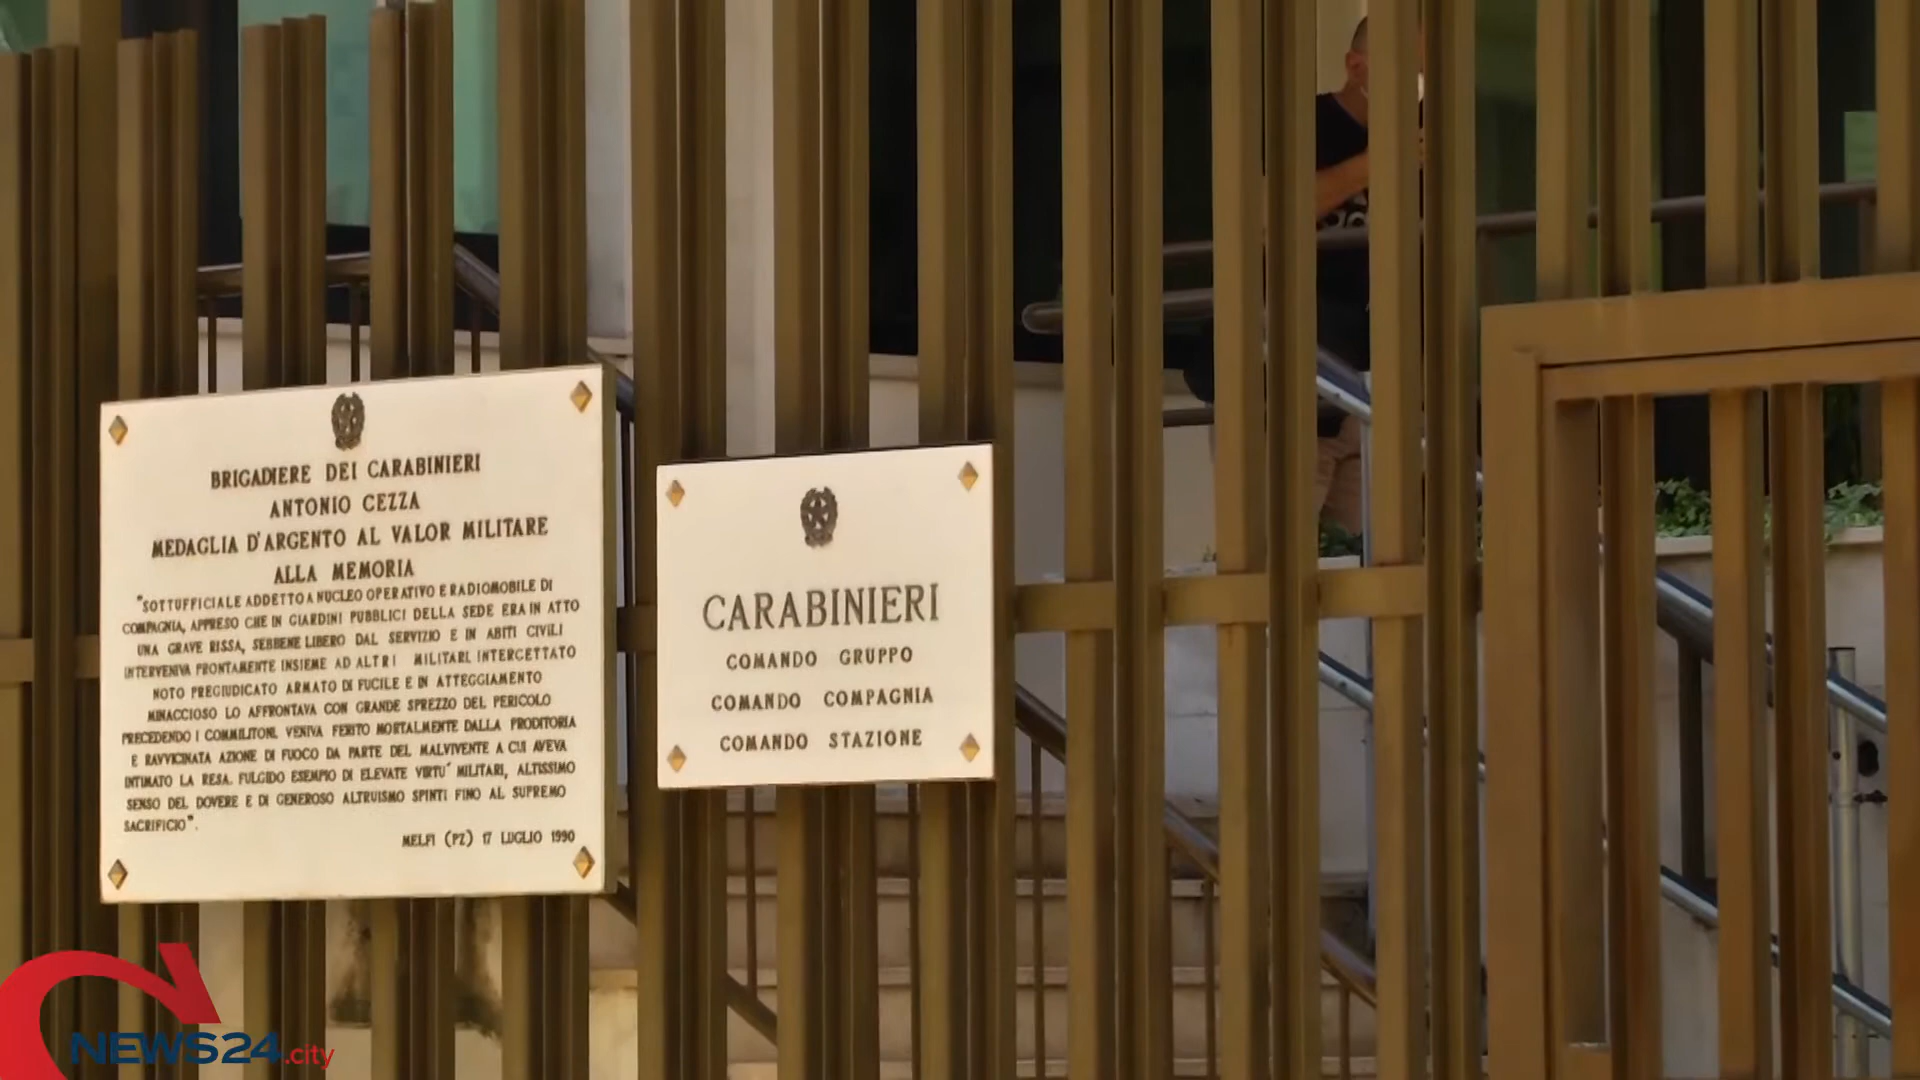 BRIGADIERE DEI CARABINIERI
ANTONIO CEZZA
MEDAGLIA D'ARGENTO AL VALOR MILITARE
ALLA MEMORIA
"SOTTUFFICIALE ADDETTO A NUCLEO OPERATIVO E RADIOMOBILE DI
COMPAGNIA, APPRESO CHE IN GIARDINI PUBBLICI DELLA SEDE ERA IN ATTO
UNA GRAVE RISSA, SEBBENE LIBERO DAL SERVIZIO E IN ABITI CIVILI
INTERVENIVA PRONTAMENTE INSIEME AD ALTRI MILITARI. INTERCETTATO
NOTO PREGIUDICATO ARMATO DI FUCILE E IN ATTEGGIAMENTO
MINACCIOSO LO AFFRONTAVA CON GRANDE SPREZZO DEL PERICOLO
PRECEDENDO I COMMILITONI. VENIVA FERITO MORTALMENTE DALLA PRODITORIA
E RAVVICINATA AZIONE DI FUOCO DA PARTE DEL MALVIVENTE A CUI AVEVA
INTIMATO LA RESA. FULGIDO ESEMPIO DI ELEVATE VIRTU' MILITARI, ALTISSIMO
SENSO DEL DOVERE E DI GENEROSO ALTRUISMO SPINTI FINO AL SUPREMO
SACRIFICIO".
MELFI (PZ) 17 LUGLIO 1990
CARABINIERI
COMANDO GRUPPO
COMANDO COMPAGNIA
COMANDO STAZIONE
NEWS24.city